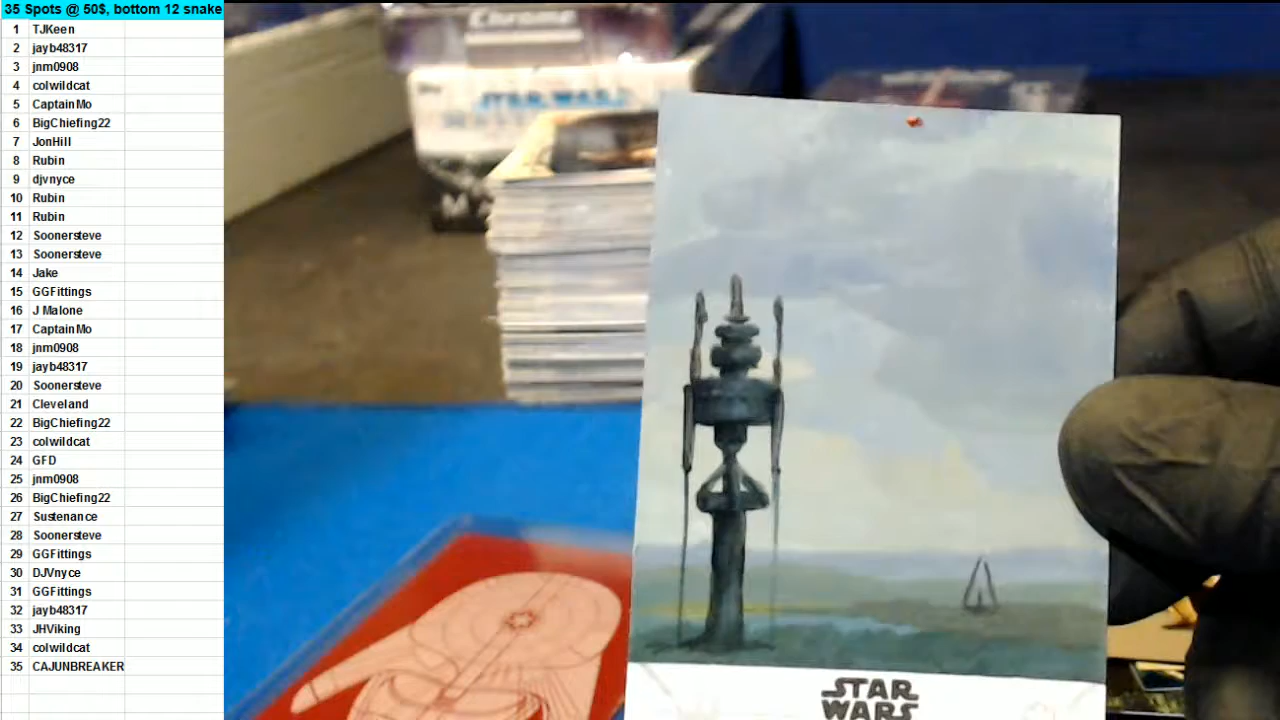 35 Spots @ 50$, bottom 12 snake
1 TJKeen
2 jayb48317
3 jnm0908
4 colwildcat
5 CaptainMo
6 BigChiefing22
7 JonHill
8 Rubin
9 djvnyce
10 Rubin
11 Rubin
12 Soonersteve
13 Soonersteve
14 Jake
15 GGFittings
16 J Malone
17 CaptainMo
18 jnm0908
19 jayb48317
20 Soonersteve
21 Cleveland
22 BigChiefing22
23 colwildcat
24 GFD
25 jnm0908
26 BigChiefing22
27 Sustenance
28 Soonersteve
29 GGFittings
30 DJVnyce
31 GGFittings
32 jayb48317
33 JHViking
34 colwildcat
35 CAJUNBREAKER
Chrome
STAR WARS
STAR
WARS